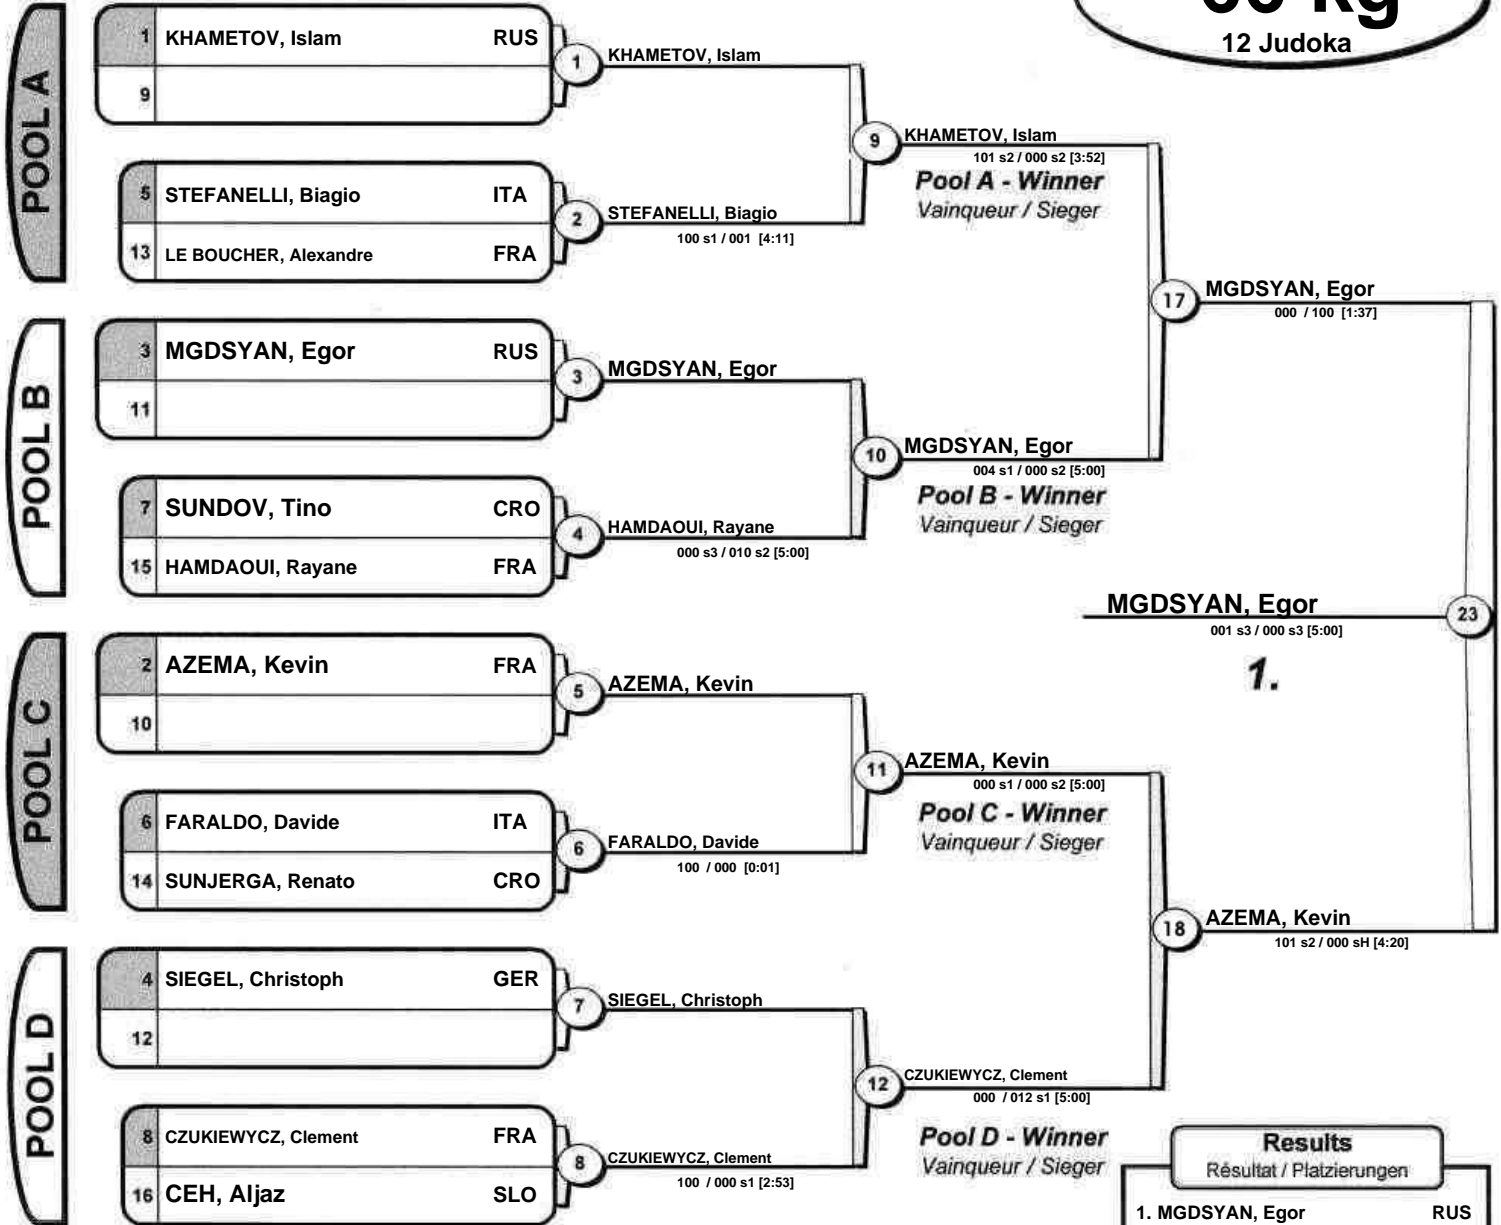 12 Judoka
POOL A
1 KHAMETOV, Islam RUS
9
1 KHAMETOV, Islam
5 STEFANELLI, Biagio ITA
13 LE BOUCHER, Alexandre FRA
2 STEFANELLI, Biagio
100 s1 / 001 [4:11]
9 KHAMETOV, Islam
101 s2 / 000 s2 [3:52]
Pool A - Winner
Vainqueur / Sieger
POOL B
3 MGDSYAN, Egor RUS
11
3 MGDSYAN, Egor
7 SUNDOV, Tino CRO
15 HAMDAOUI, Rayane FRA
4 HAMDAOUI, Rayane
000 s3 / 010 s2 [5:00]
10 MGDSYAN, Egor
004 s1 / 000 s2 [5:00]
Pool B - Winner
Vainqueur / Sieger
17 MGDSYAN, Egor
000 / 100 [1:37]
MGDSYAN, Egor 23
001 s3 / 000 s3 [5:00]
1.
POOL C
2 AZEMA, Kevin FRA
10
5 AZEMA, Kevin
6 FARALDO, Davide ITA
14 SUNJERGA, Renato CRO
6 FARALDO, Davide
100 / 000 [0:01]
11 AZEMA, Kevin
000 s1 / 000 s2 [5:00]
Pool C - Winner
Vainqueur / Sieger
18 AZEMA, Kevin
101 s2 / 000 sH [4:20]
POOL D
4 SIEGEL, Christoph GER
12
7 SIEGEL, Christoph
8 CZUKIEWYCZ, Clement FRA
16 CEH, Aljaz SLO
8 CZUKIEWYCZ, Clement
100 / 000 s1 [2:53]
12 CZUKIEWYCZ, Clement
000 / 012 s1 [5:00]
Pool D - Winner
Vainqueur / Sieger
Results
Résultat / Platzierungen
1. MGDSYAN, Egor RUS